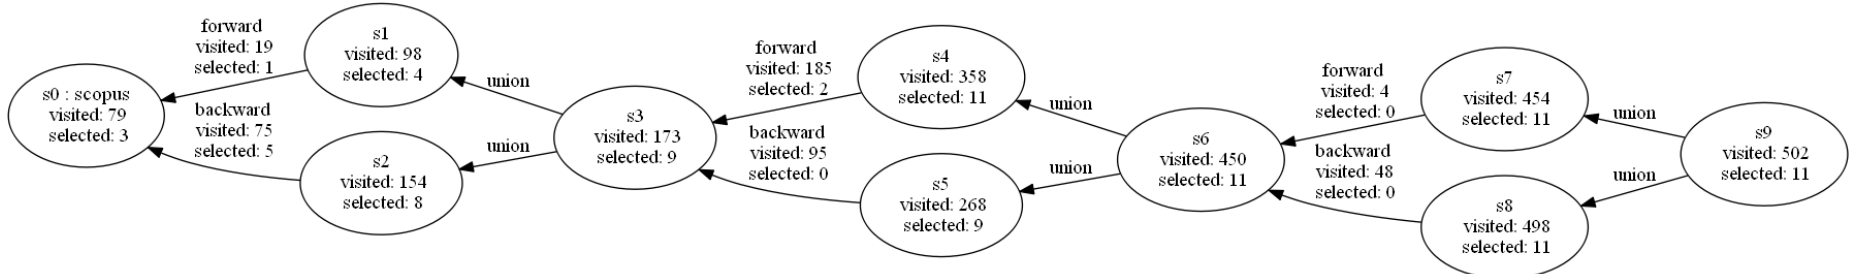 s0 : scopus
visited: 79
selected: 3
forward
visited: 19
selected: 1
backward
visited: 75
selected: 5
s1
visited: 98
selected: 4
s2
visited: 154
selected: 8
union
union
s3
visited: 173
selected: 9
forward
visited: 185
selected: 2
backward
visited: 95
selected: 0
s4
visited: 358
selected: 11
s5
visited: 268
selected: 9
union
union
s6
visited: 450
selected: 11
forward
visited: 4
selected: 0
backward
visited: 48
selected: 0
s7
visited: 454
selected: 11
s8
visited: 498
selected: 11
union
union
s9
visited: 502
selected: 11